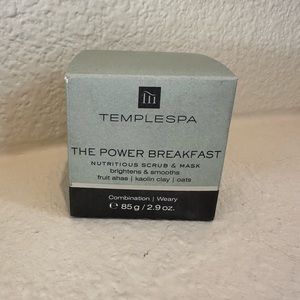 TEMPLESPA
THE POWER BREAKFAST
NUTRITIOUS SCRUB & MASK
brightens & smooths
fruit ahas | kaolin clay | oats
Combination | Weary
℮ 85g / 2.9 oz.